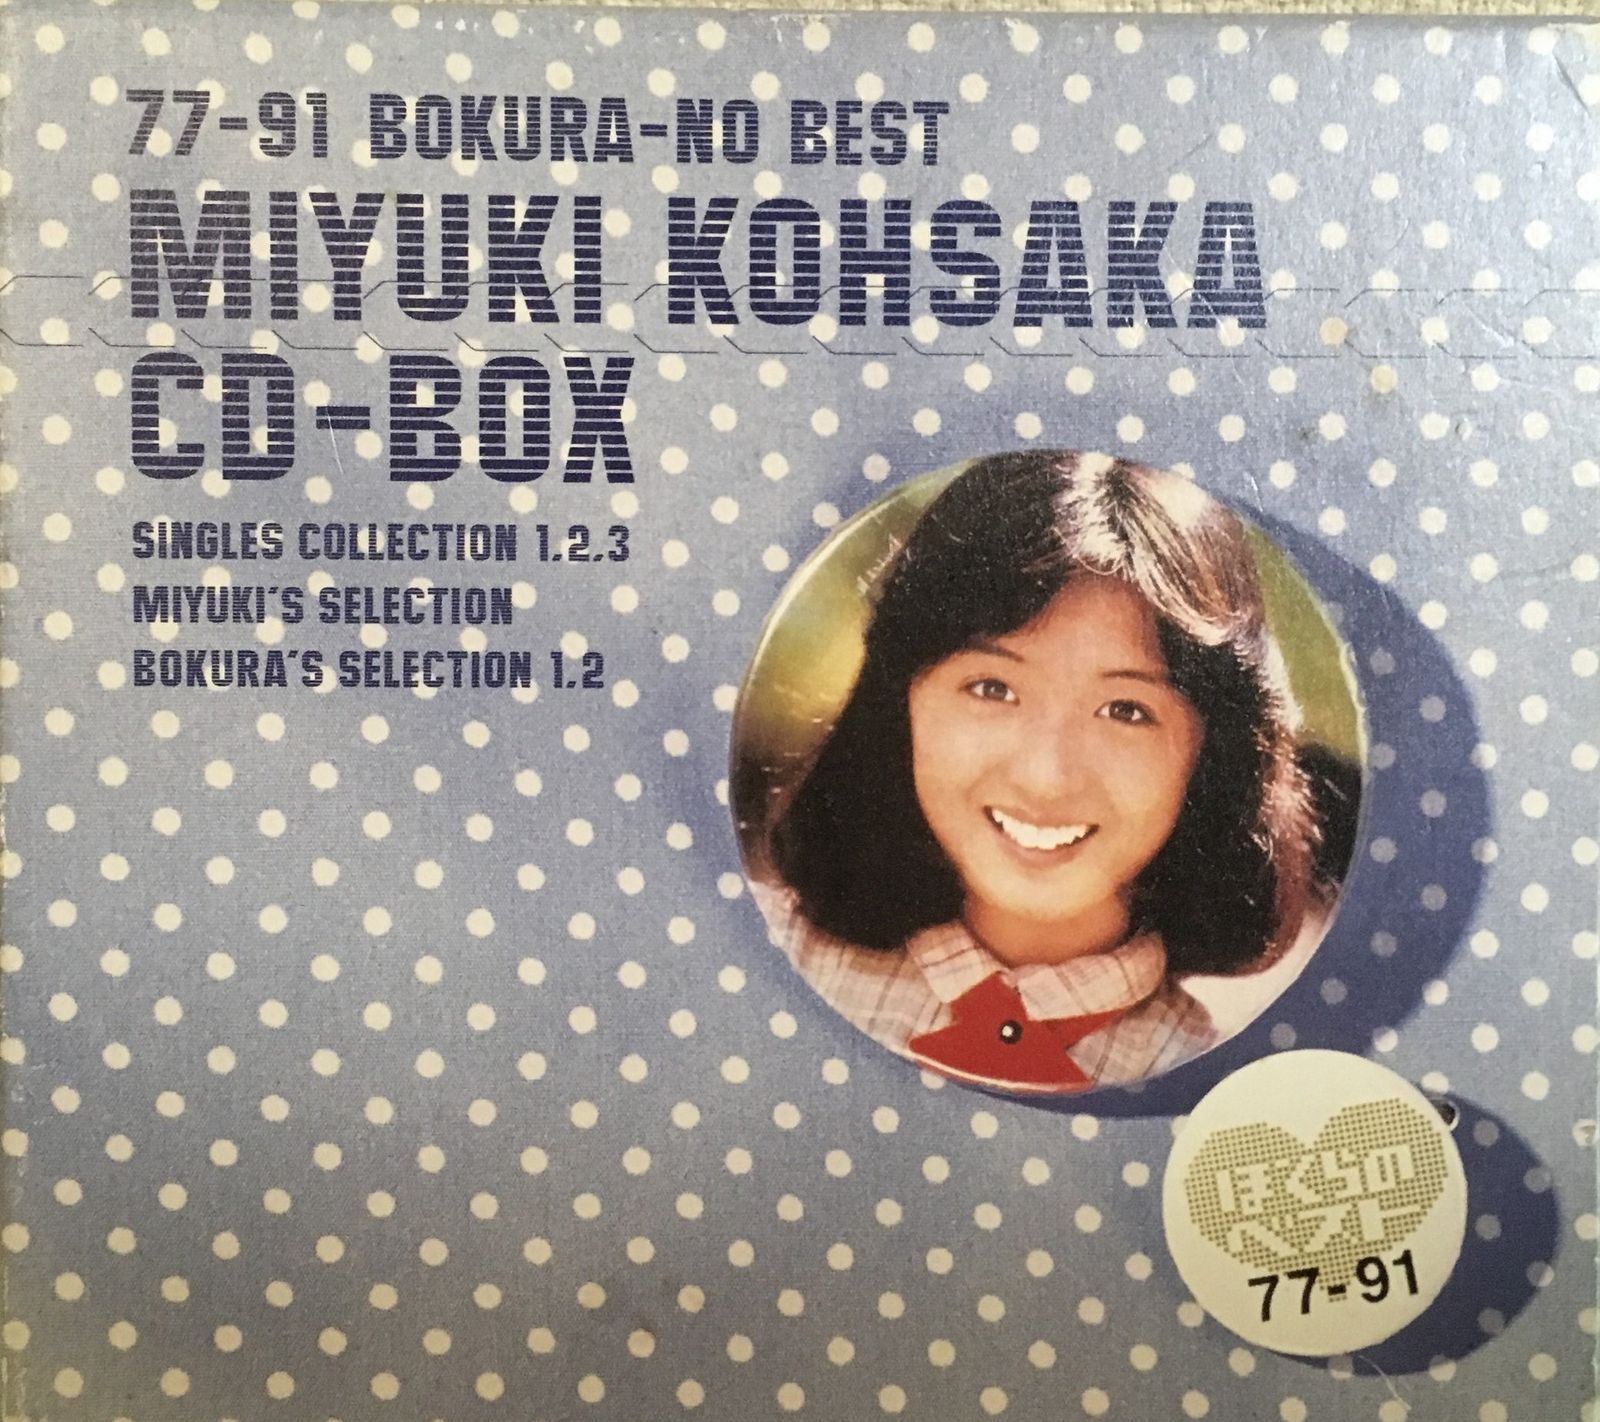 77-91 BOKURA-NO BEST
MIYUKI KOHSAKA
CD-BOX
SINGLES COLLECTION 1.2.3
MIYUKI'S SELECTION
BOKURA'S SELECTION 1.2
ぼくらの
ベスト
77-91